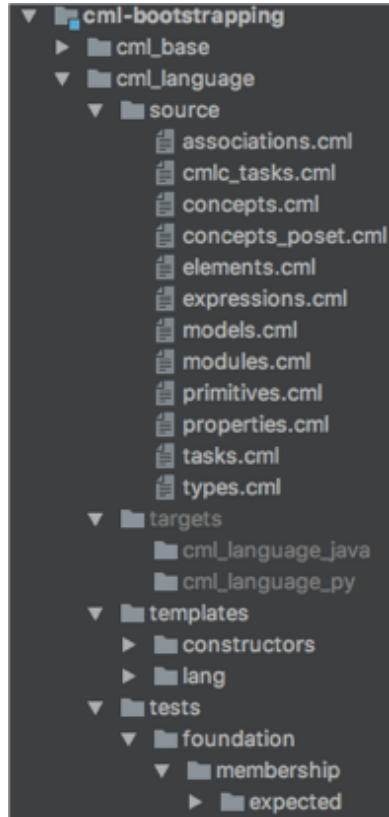 cml-bootstrapping
cml_base
cml_language
source
associations.cml
cmlc_tasks.cml
concepts.cml
concepts_poset.cml
elements.cml
expressions.cml
models.cml
modules.cml
primitives.cml
properties.cml
tasks.cml
types.cml
targets
cml_language_java
cml_language_py
templates
constructors
lang
tests
foundation
membership
expected